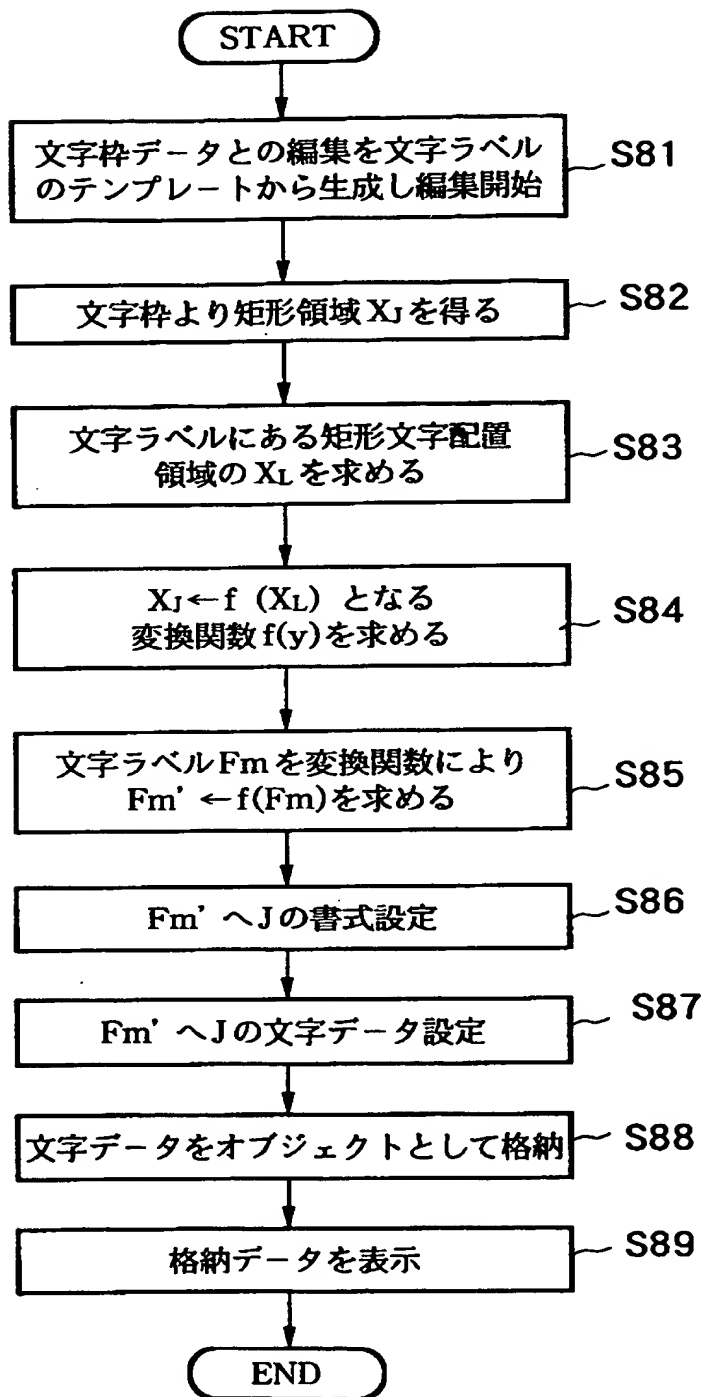 START
文字枠データとの編集を文字ラベル
のテンプレートから生成し編集開始
S81
文字枠より矩形領域XJを得る
S82
文字ラベルにある矩形文字配置
領域のXLを求める
S83
XJ←f (XL) となる
変換関数f(y)を求める
S84
文字ラベルFmを変換関数により
Fm' ←f(Fm)を求める
S85
Fm' へJの書式設定
S86
Fm' へJの文字データ設定
S87
文字データをオブジェクトとして格納
S88
格納データを表示
S89
END